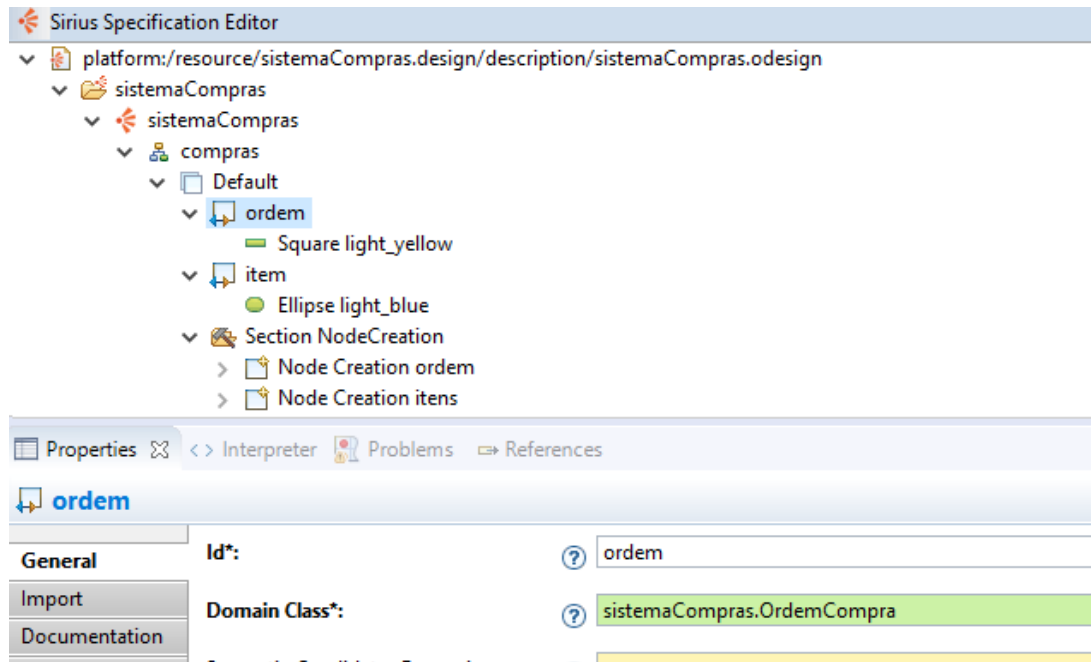 Sirius Specification Editor
platform:/resource/sistemaCompras.design/description/sistemaCompras.odesign
sistemaCompras
sistemaCompras
compras
Default
ordem
Square light_yellow
item
Ellipse light_blue
Section NodeCreation
Node Creation ordem
Node Creation itens
Properties Interpreter Problems References
ordem
General Id*: ordem
Import
Domain Class*: sistemaCompras.OrdemCompra
Documentation